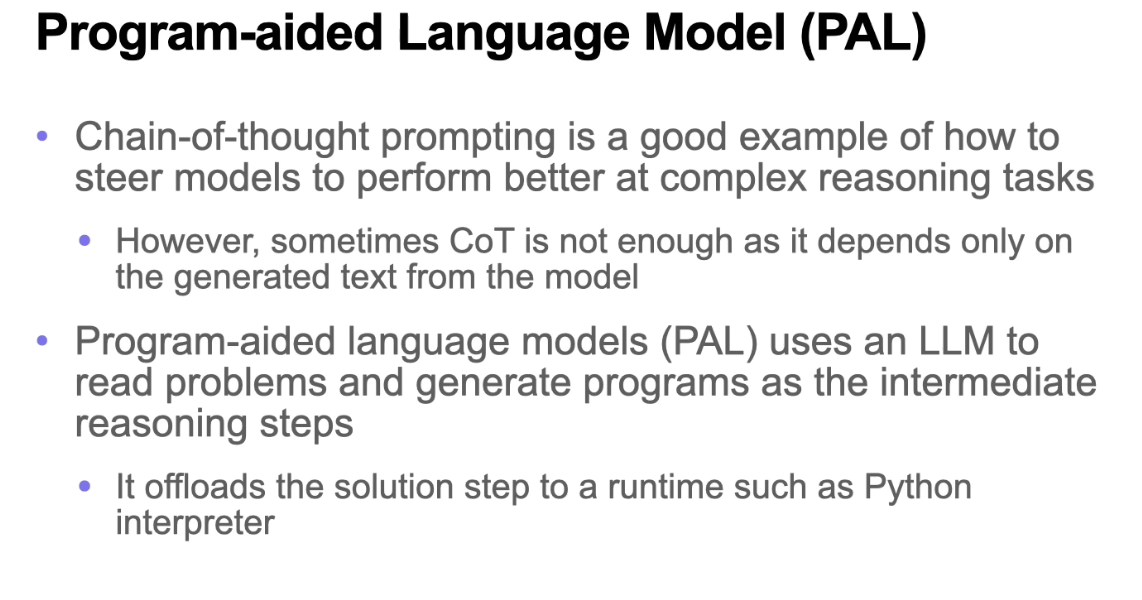 Program-aided Language Model (PAL)
• Chain-of-thought prompting is a good example of how to
steer models to perform better at complex reasoning tasks
• However, sometimes CoT is not enough as it depends only on
the generated text from the model
• Program-aided language models (PAL) uses an LLM to
read problems and generate programs as the intermediate
reasoning steps
• It offloads the solution step to a runtime such as Python
interpreter